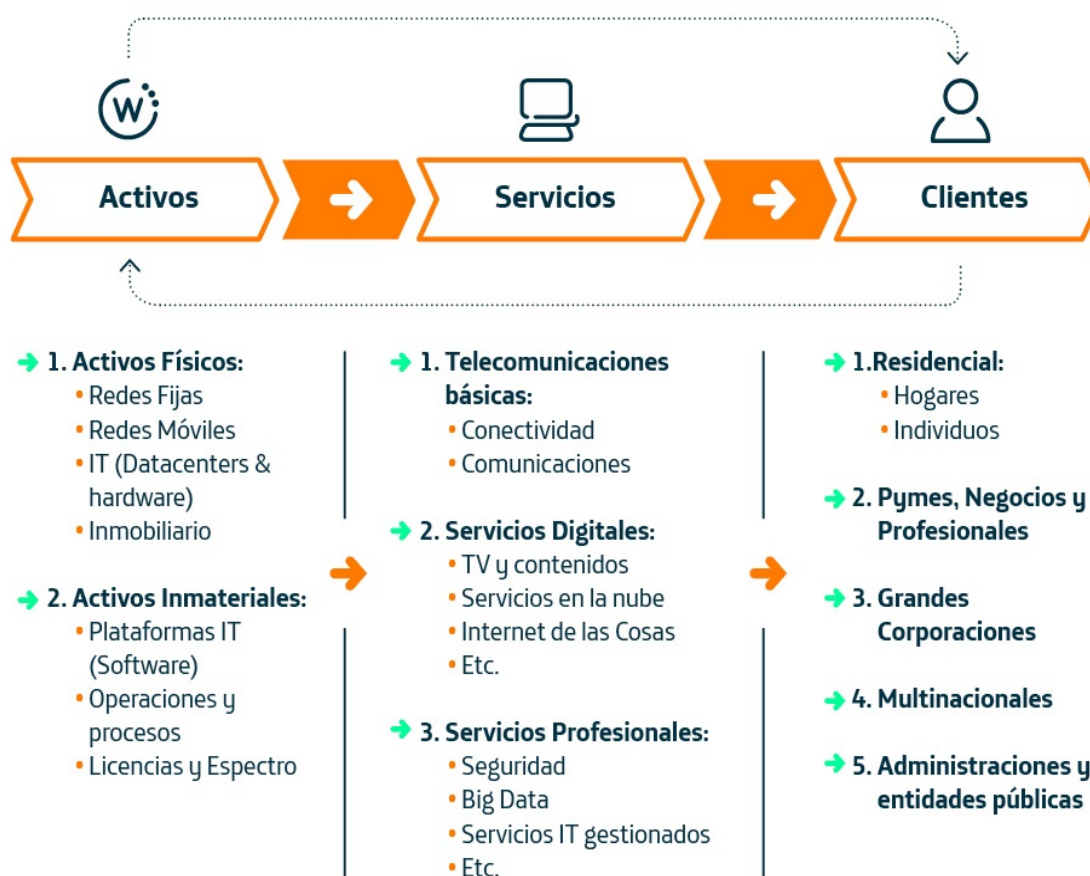 W
Activos
Servicios
Clientes
1. Activos Físicos:
• Redes Fijas
• Redes Móviles
• IT (Datacenters &
hardware)
• Inmobiliario
2. Activos Inmateriales:
• Plataformas IT
(Software)
• Operaciones y
procesos
• Licencias y Espectro
1. Telecomunicaciones
básicas:
• Conectividad
• Comunicaciones
2. Servicios Digitales:
• TV y contenidos
• Servicios en la nube
• Internet de las Cosas
• Etc.
3. Servicios Profesionales:
• Seguridad
• Big Data
• Servicios IT gestionados
• Etc.
1.Residencial:
• Hogares
• Individuos
2. Pymes, Negocios y
Profesionales
3. Grandes
Corporaciones
4. Multinacionales
5. Administraciones y
entidades públicas